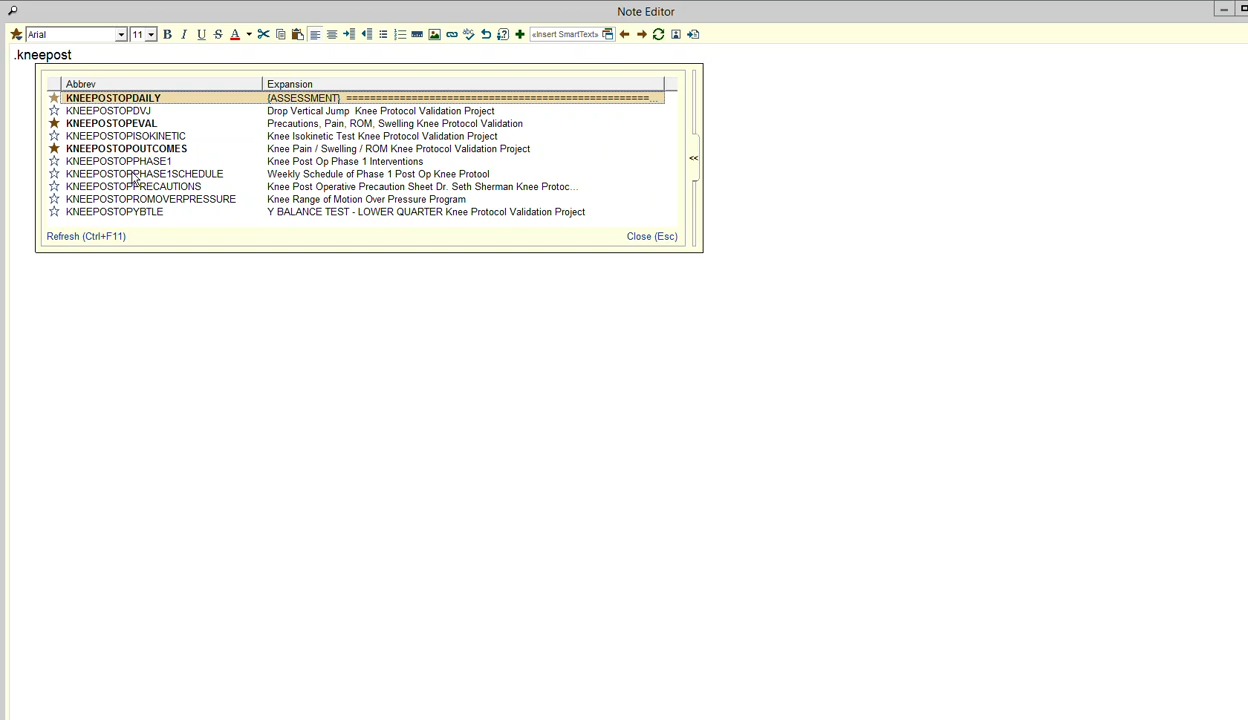 Note Editor
Arial 11 B I U S A «Insert SmartText»
.kneepost
Abbrev Expansion
KNEEPOSTOPDAILY {ASSESSMENT} ===================================================...
KNEEPOSTOPDVJ Drop Vertical Jump Knee Protocol Validation Project
KNEEPOSTOPEVAL Precautions, Pain, ROM, Swelling Knee Protocol Validation
KNEEPOSTOPISOKINETIC Knee Isokinetic Test Knee Protocol Validation Project
KNEEPOSTOPOUTCOMES Knee Pain / Swelling / ROM Knee Protocol Validation Project
KNEEPOSTOPPHASE1 Knee Post Op Phase 1 Interventions
KNEEPOSTOPPHASE1SCHEDULE Weekly Schedule of Phase 1 Post Op Knee Protool
KNEEPOSTOPPRECAUTIONS Knee Post Operative Precaution Sheet Dr. Seth Sherman Knee Protoc...
KNEEPOSTOPROMOVERPRESSURE Knee Range of Motion Over Pressure Program
KNEEPOSTOPYBTLE Y BALANCE TEST - LOWER QUARTER Knee Protocol Validation Project
<<
Refresh (Ctrl+F11) Close (Esc)